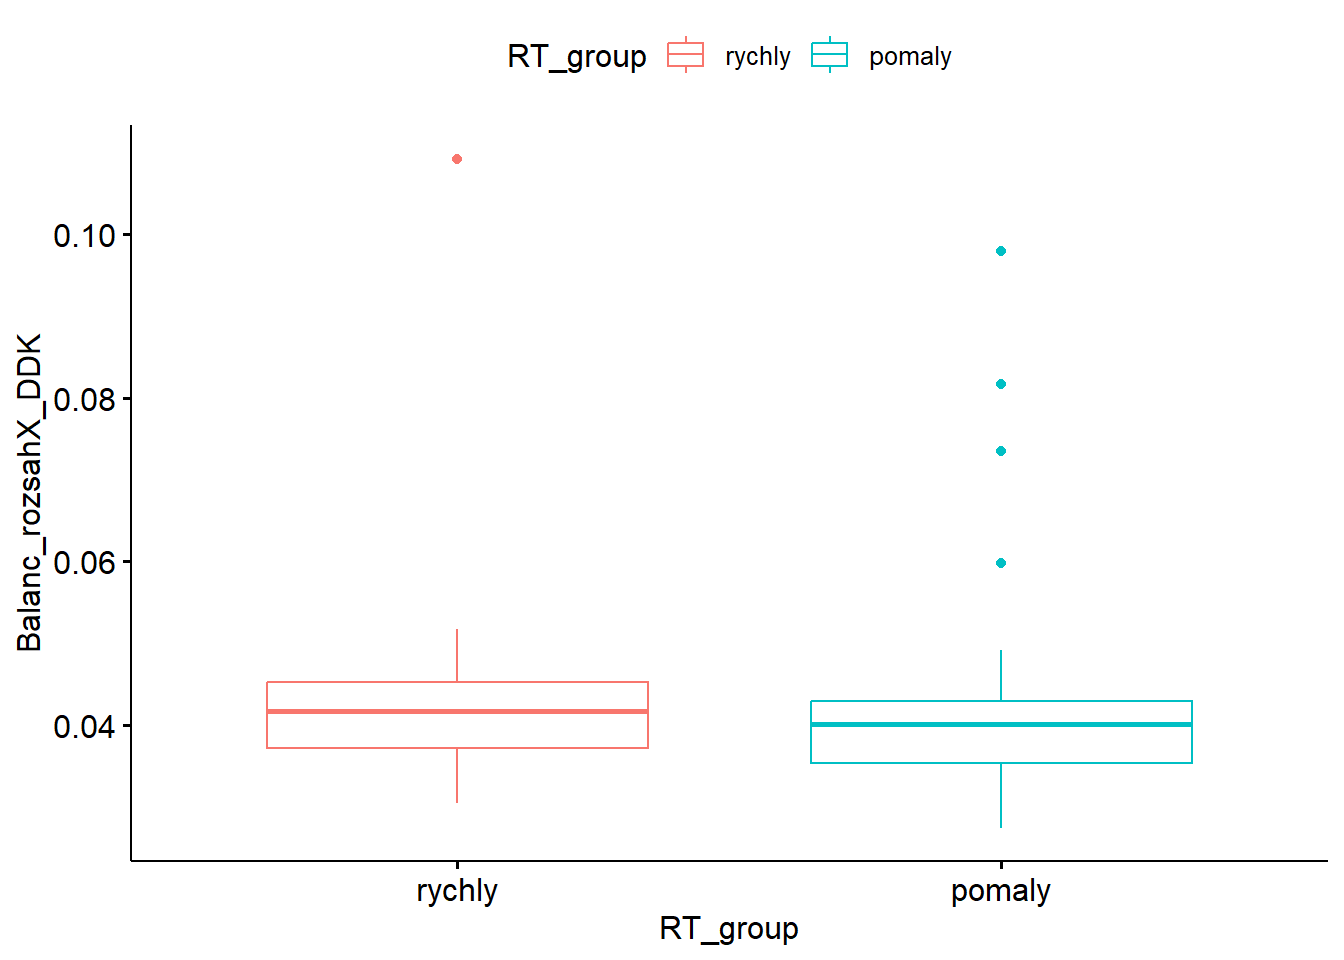 RT_group rychly pomaly
Balanc_rozsahX_DDK
0.10
0.08
0.06
0.04
rychly pomaly
RT_group